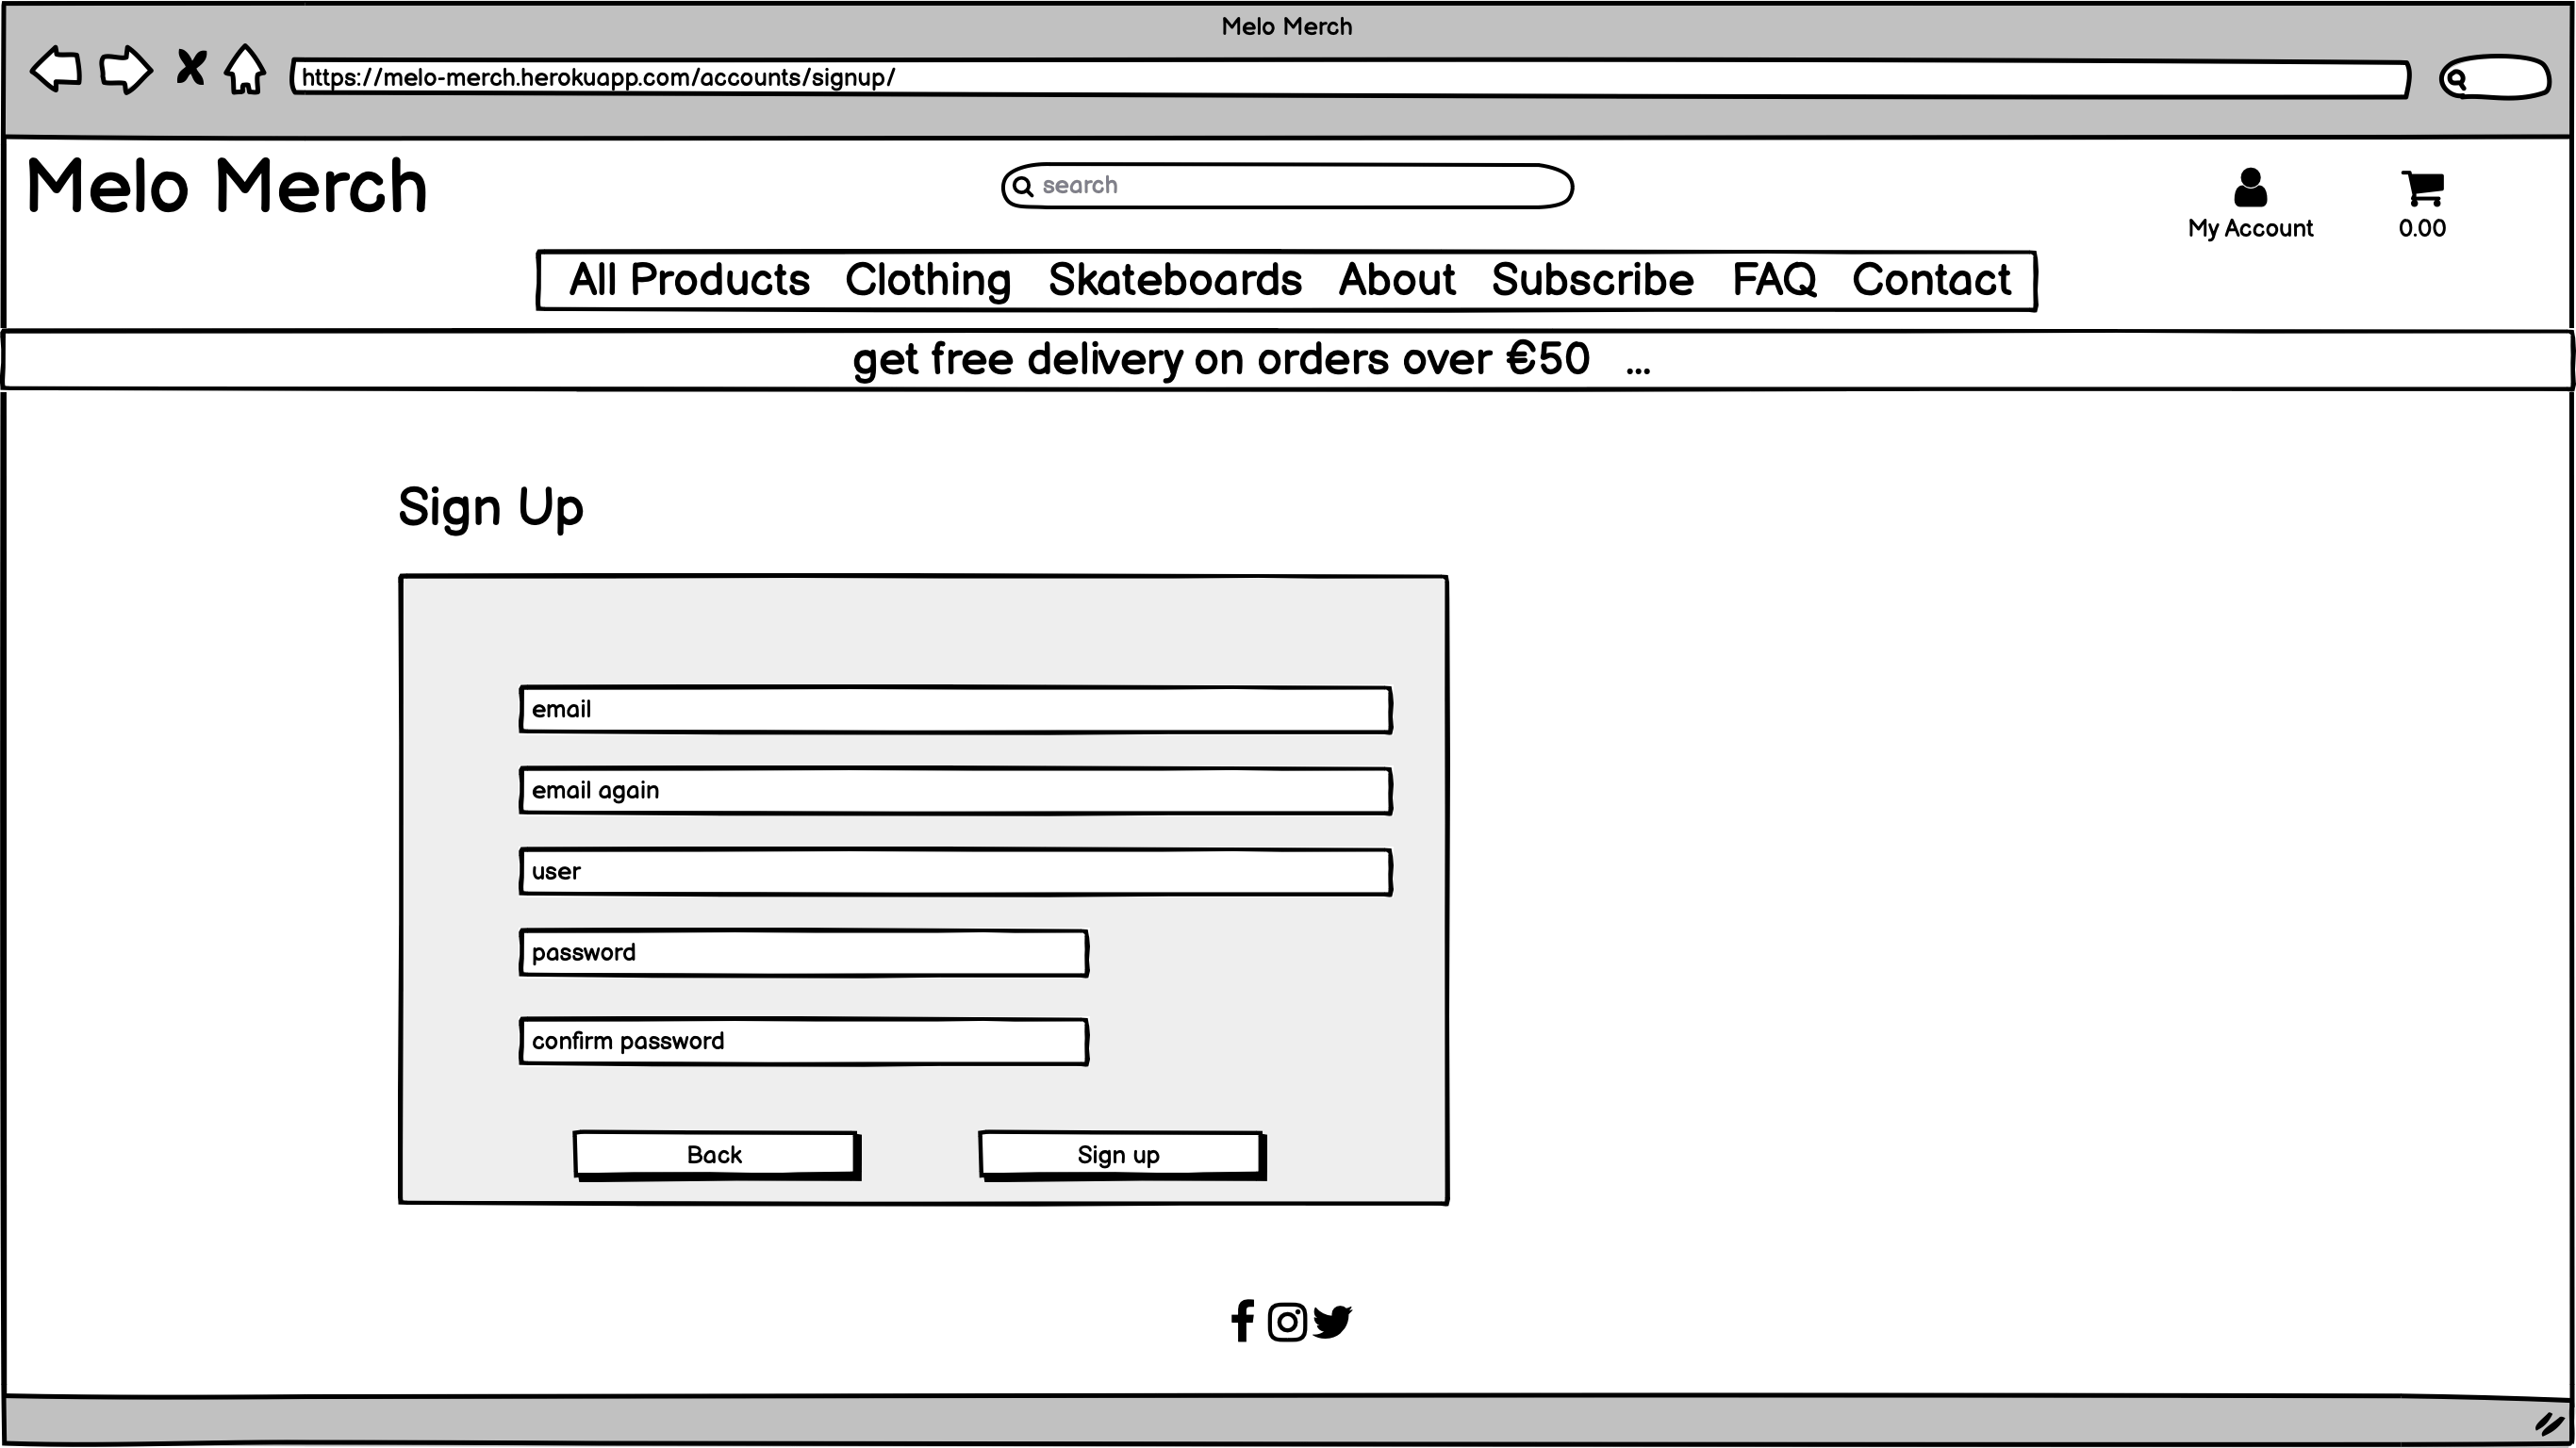 Melo Merch
https://melo-merch.herokuapp.com/accounts/signup/
Melo Merch
search
My Account
0.00
All Products Clothing Skateboards About Subscribe FAQ Contact
get free delivery on orders over €50 ...
Sign Up
email
email again
user
password
confirm password
Back
Sign up